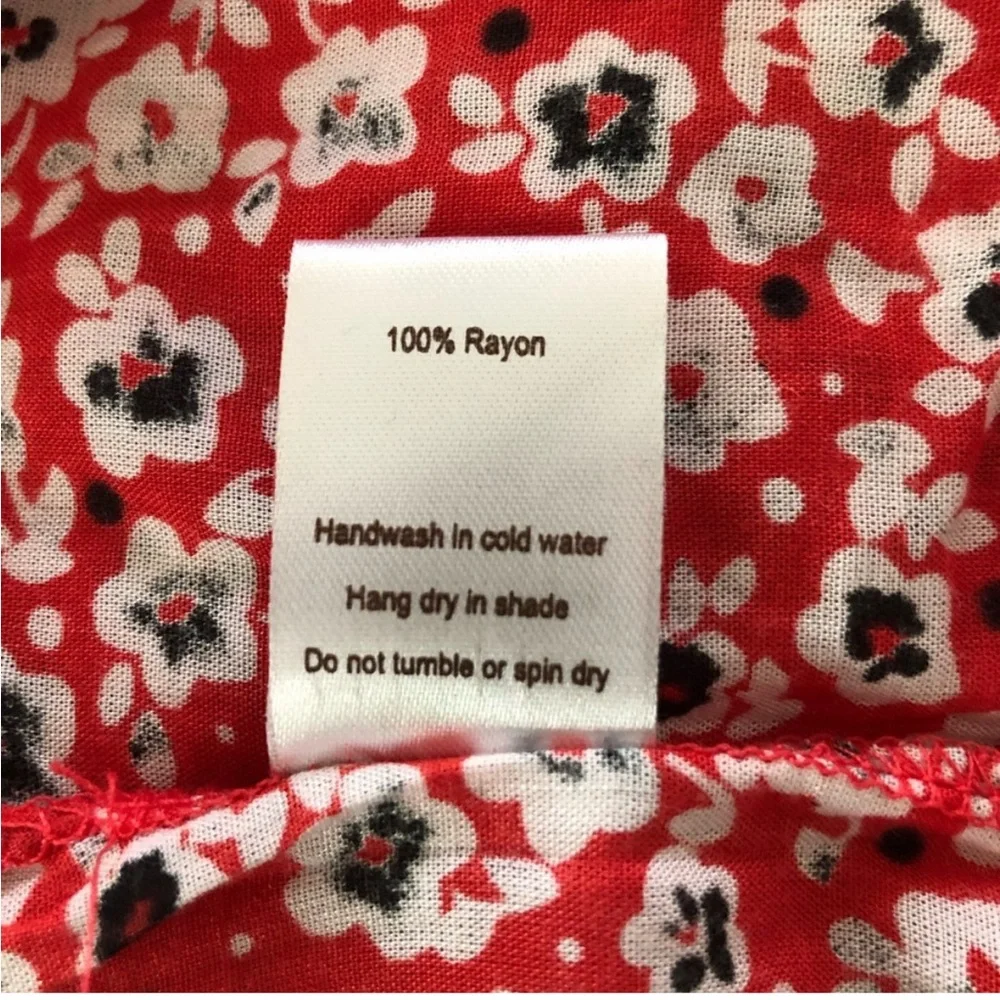 100% Rayon
Handwash in cold water
Hang dry in shade
Do not tumble or spin dry